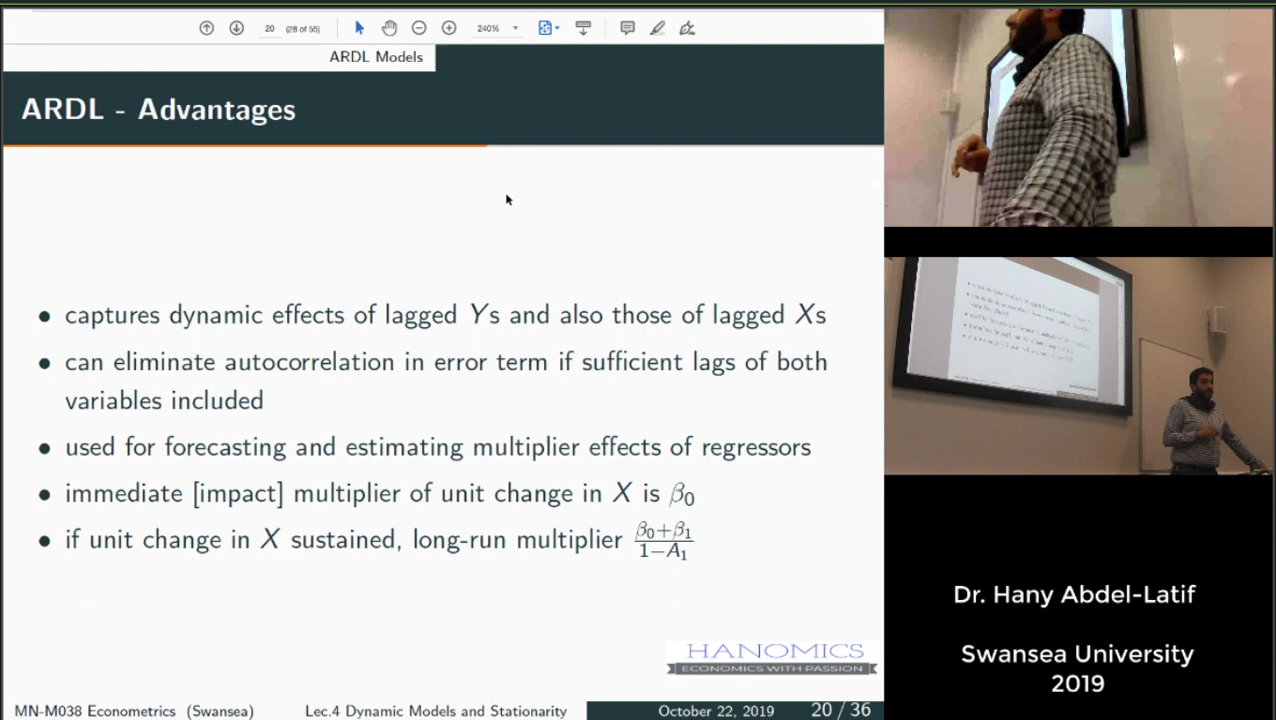 20 (28 of 55) 240%
ARDL Models
ARDL - Advantages
• captures dynamic effects of lagged Ys and also those of lagged Xs
• can eliminate autocorrelation in error term if sufficient lags of both
variables included
• used for forecasting and estimating multiplier effects of regressors
• immediate [impact] multiplier of unit change in X is β₀
• if unit change in X sustained, long-run multiplier (β₀+β₁)/(1−A₁)
HANOMICS
ECONOMICS WITH PASSION
MN-M038 Econometrics (Swansea) Lec.4 Dynamic Models and Stationarity October 22, 2019 20 / 36
Dr. Hany Abdel-Latif
Swansea University
2019